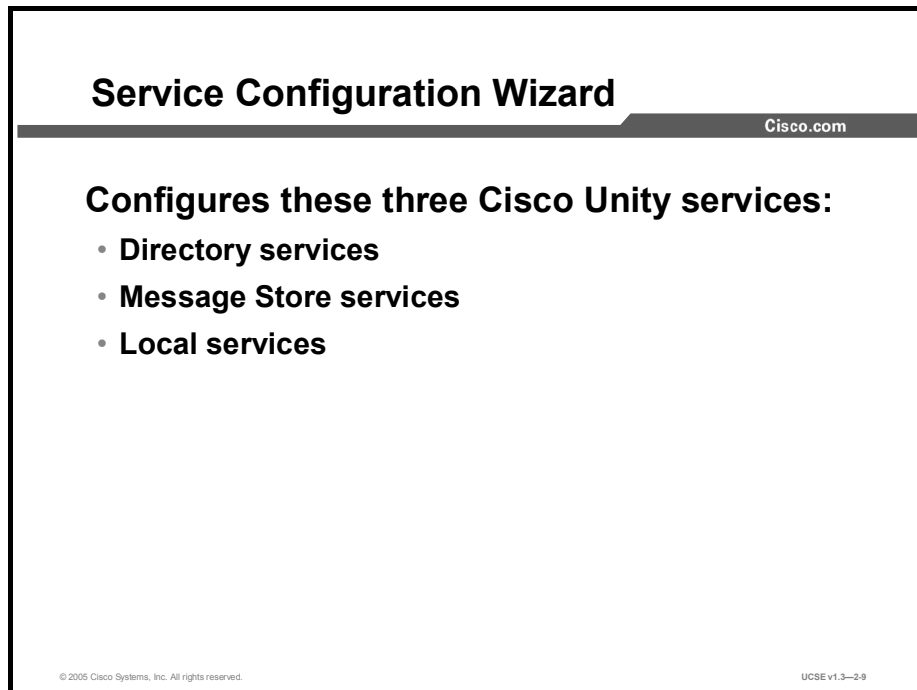 Service Configuration Wizard
Cisco.com
Configures these three Cisco Unity services:
• Directory services
• Message Store services
• Local services
© 2005 Cisco Systems, Inc. All rights reserved.
UCSE v1.3—2-9